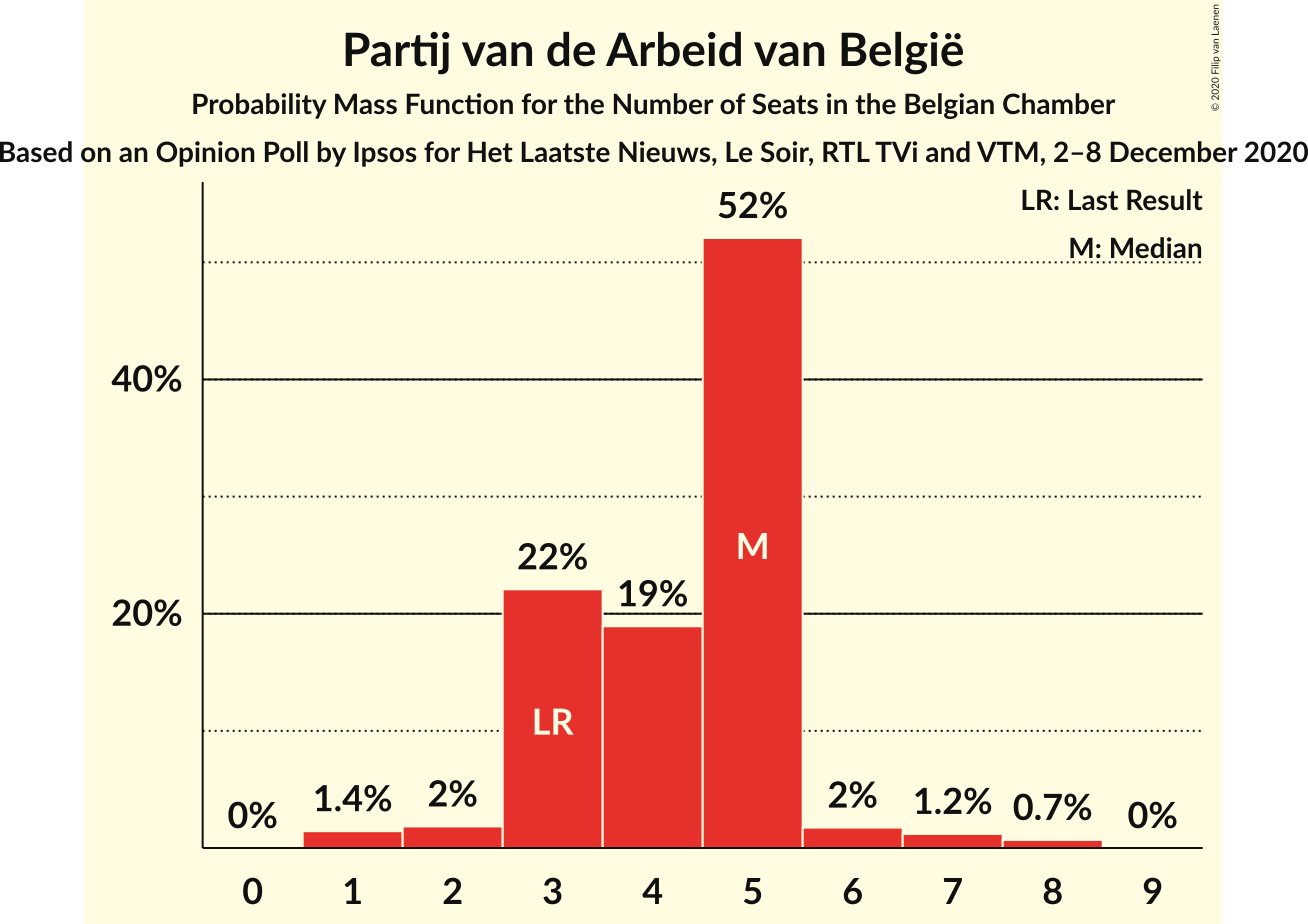 Partij van de Arbeid van België
Probability Mass Function for the Number of Seats in the Belgian Chamber
Based on an Opinion Poll by Ipsos for Het Laatste Nieuws, Le Soir, RTL TVi and VTM, 2–8 December 2020
© 2020 Filip van Laenen
LR: Last Result
M: Median
52%
40%
M
22%
19%
20%
LR
0%
1.4%
2%
2%
1.2%
0.7%
0%
0 1 2 3 4 5 6 7 8 9